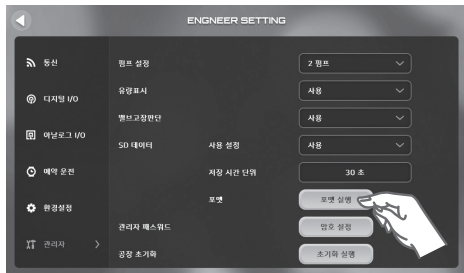 ENGNEER SETTING
통신
디지털 I/O
아날로그 I/O
예약 운전
환경설정
관리자
펌프 설정 2 펌프
유량표시 사용
밸브고장판단 사용
SD 데이터 사용 설정 사용
저장 시간 단위 30 초
포맷 포맷 실행
관리자 패스워드 암호 설정
공장 초기화 초기화 실행